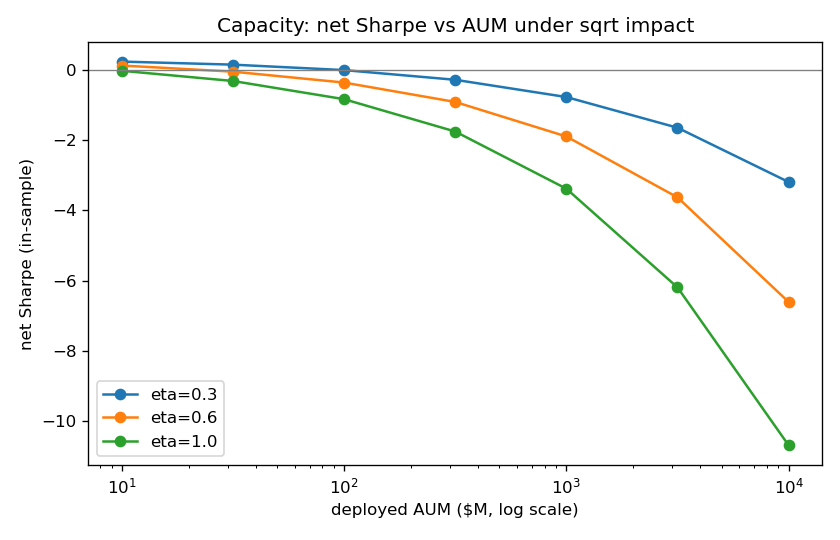 Capacity: net Sharpe vs AUM under sqrt impact
net Sharpe (in-sample)
0
−2
−4
−6
−8
−10
eta=0.3
eta=0.6
eta=1.0
10¹ 10² 10³ 10⁴
deployed AUM ($M, log scale)